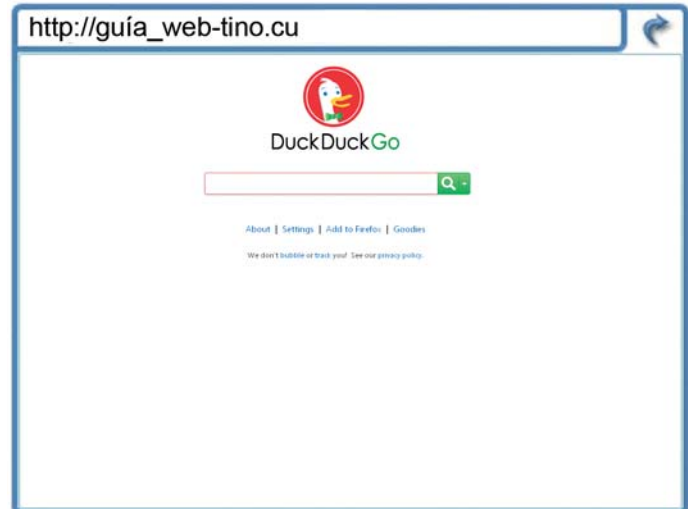 http://guía_web-tino.cu
DuckDuckGo
About | Settings | Add to Firefox | Goodies
We don't bubble or track you! See our privacy policy.